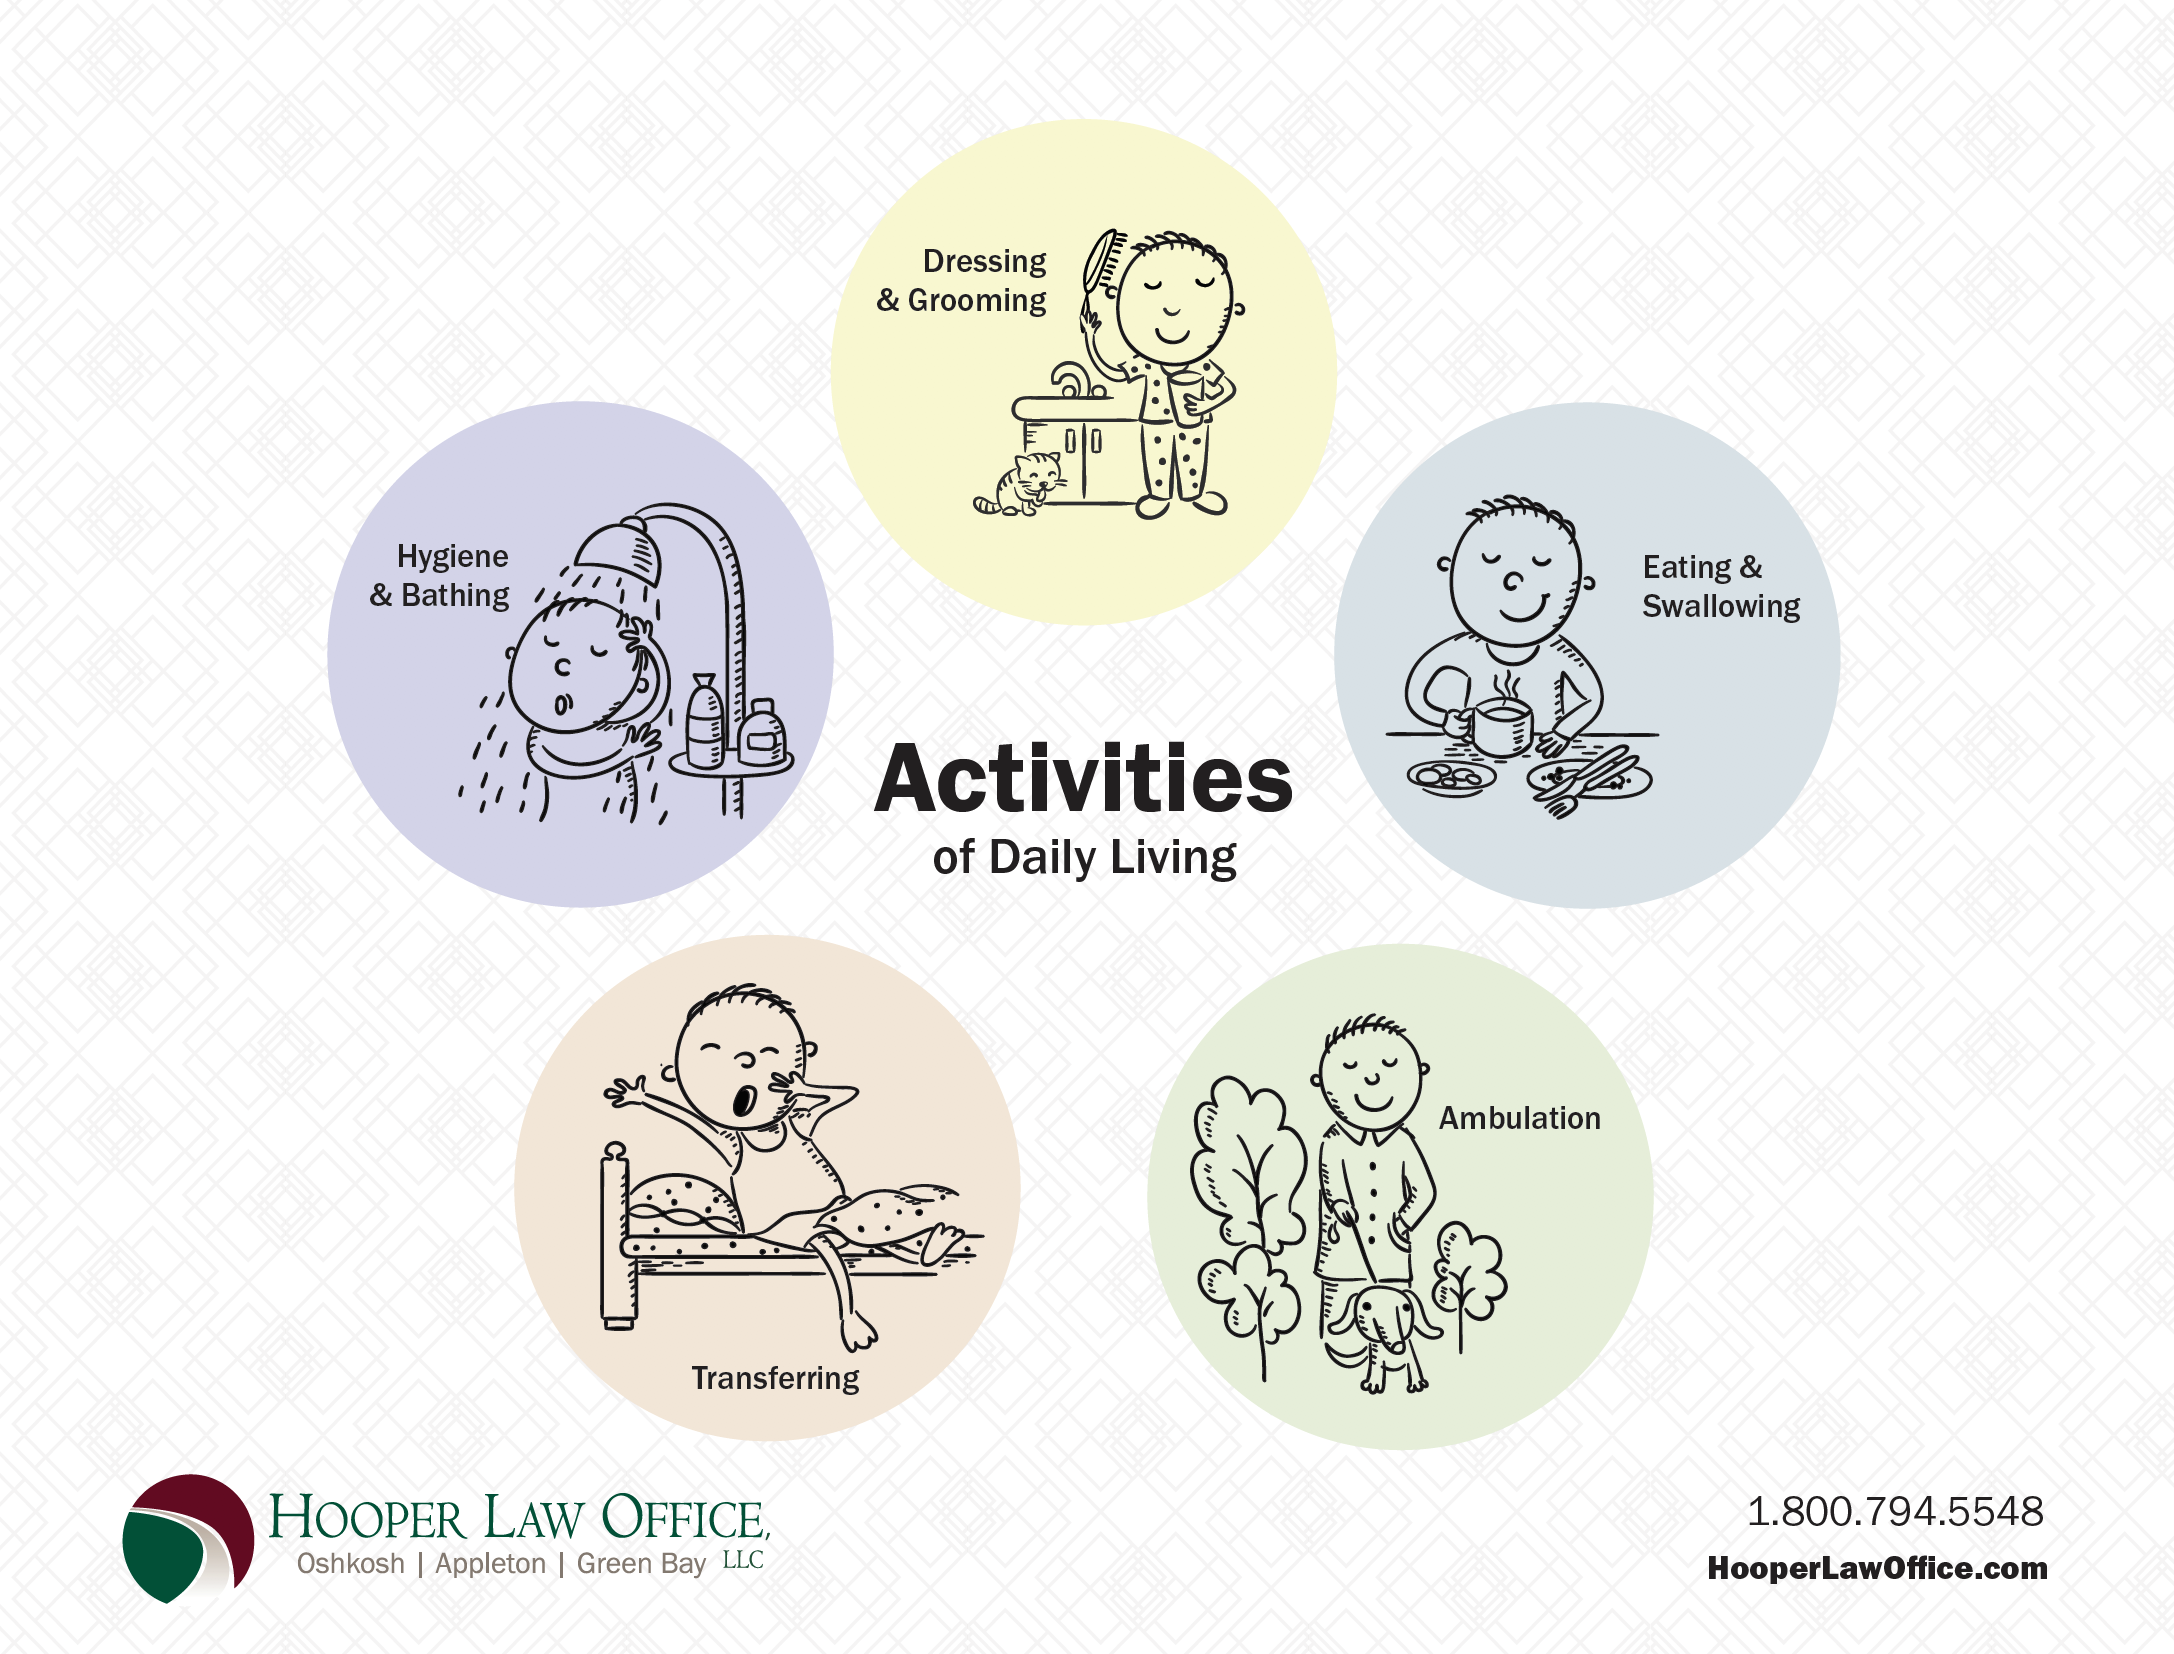 Dressing
& Grooming
Hygiene
& Bathing
Eating &
Swallowing
Activities
of Daily Living
Ambulation
Transferring
HOOPER LAW OFFICE,
Oshkosh | Appleton | Green Bay LLC
1.800.794.5548
HooperLawOffice.com